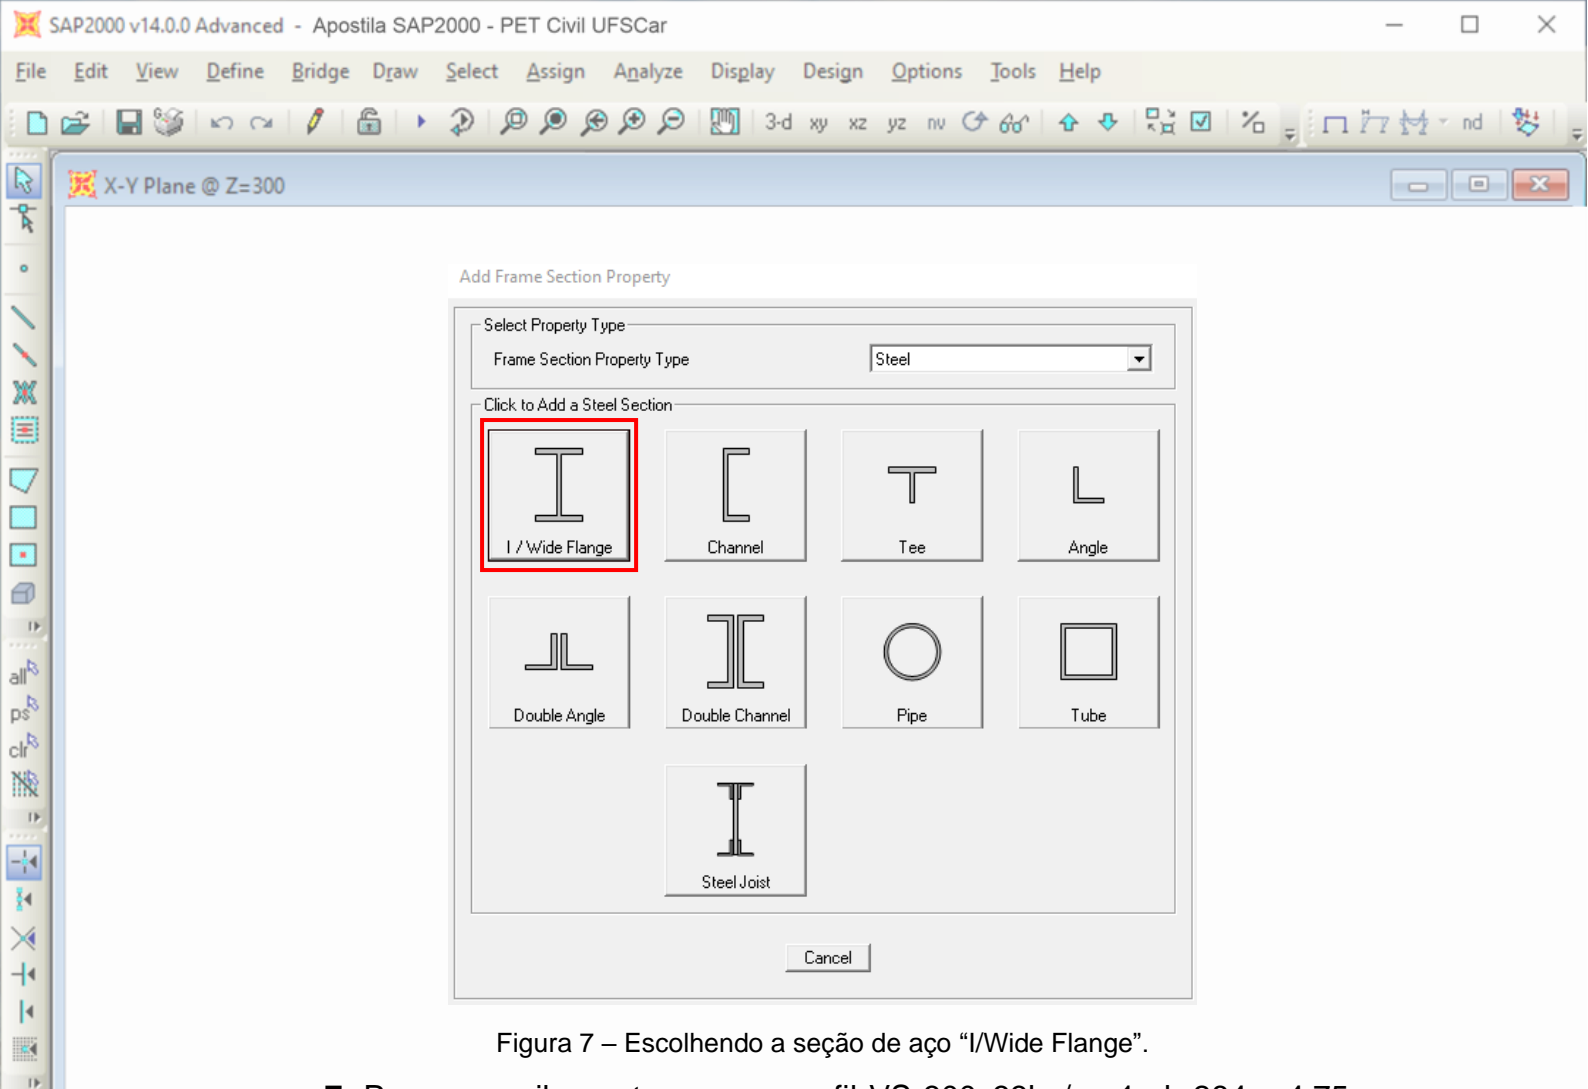 SAP2000 v14.0.0 Advanced - Apostila SAP2000 - PET Civil UFSCar
File Edit View Define Bridge Draw Select Assign Analyze Display Design Options Tools Help
3-d xy xz yz nv nd
X-Y Plane @ Z=300
Add Frame Section Property
Select Property Type
Frame Section Property Type Steel
Click to Add a Steel Section
I / Wide Flange Channel Tee Angle
Double Angle Double Channel Pipe Tube
Steel Joist
Cancel
all
ps
clr
Figura 7 – Escolhendo a seção de aço “I/Wide Flange”.